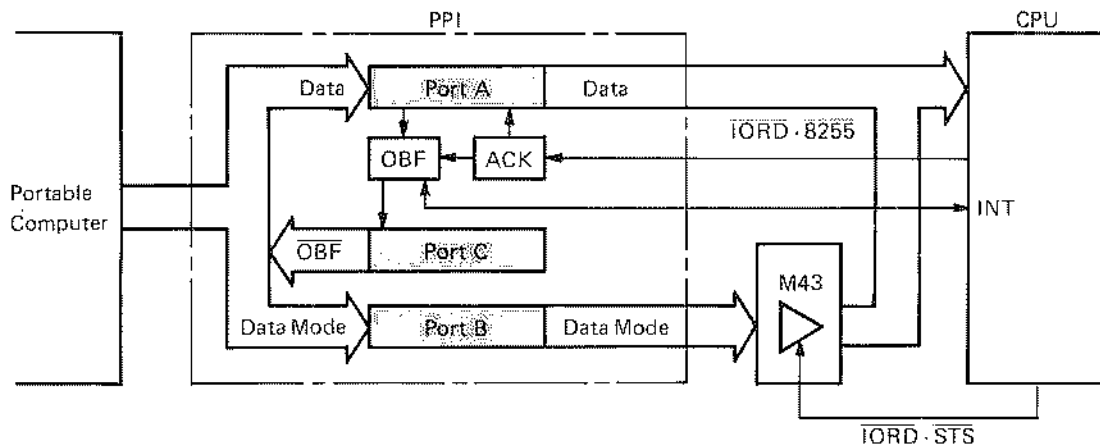 PPI
CPU
Data
Port A
Data
IORD · 8255
OBF
ACK
Portable
Computer
INT
OBF
Port C
M43
Data Mode
Port B
Data Mode
IORD · STS